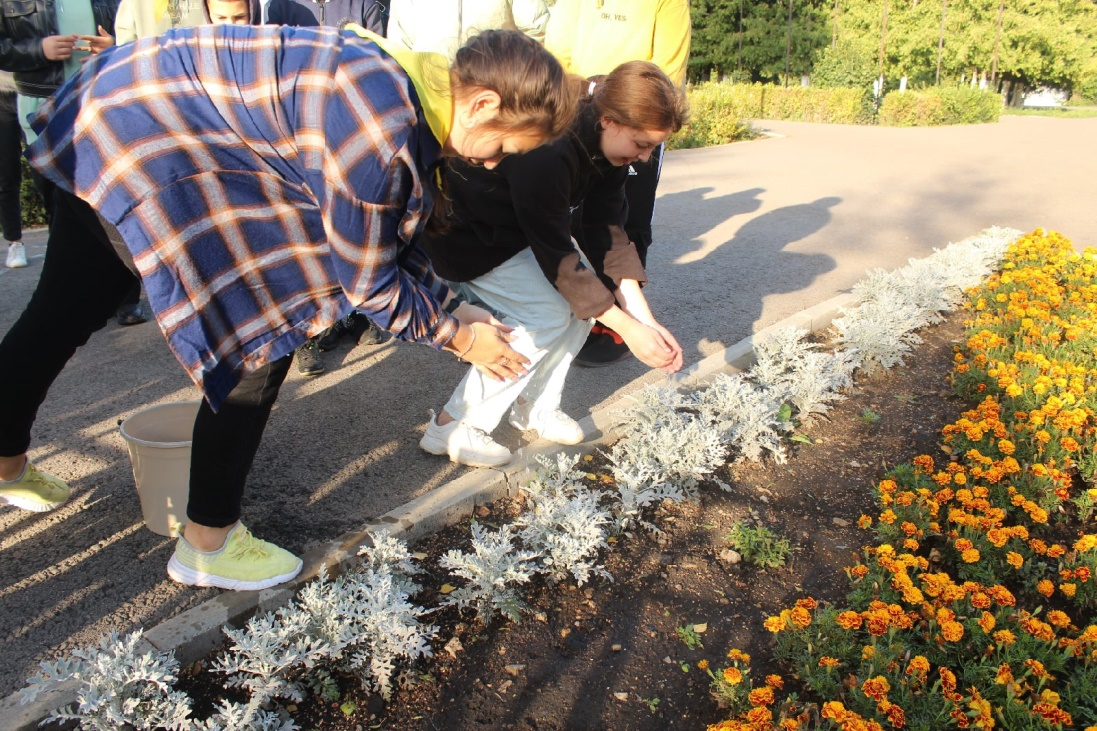 OH, YES